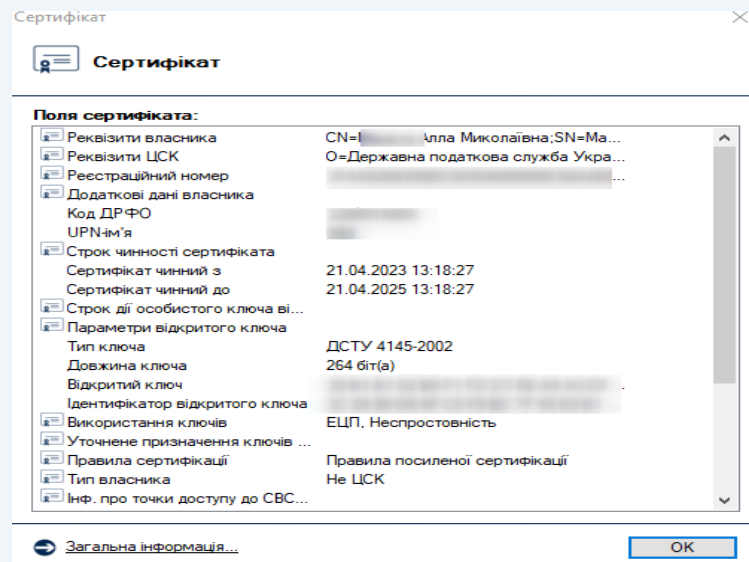 Сертифікат
Сертифікат
Поля сертифіката:
Реквізити власника CN= Алла Миколаївна;SN=Ма...
Реквізити ЦСК О=Державна податкова служба Укра...
Реєстраційний номер ...
Додаткові дані власника
Код ДРФО
UPN-ім'я
Строк чинності сертифіката
Сертифікат чинний з 21.04.2023 13:18:27
Сертифікат чинний до 21.04.2025 13:18:27
Строк дії особистого ключа ві...
Параметри відкритого ключа
Тип ключа ДСТУ 4145-2002
Довжина ключа 264 біт(а)
Відкритий ключ
Ідентифікатор відкритого ключа
Використання ключів ЕЦП, Неспростовність
Уточнене призначення ключів ...
Правила сертифікації Правила посиленої сертифікації
Тип власника Не ЦСК
Інф. про точки доступу до СВС...
Загальна інформація...
OK